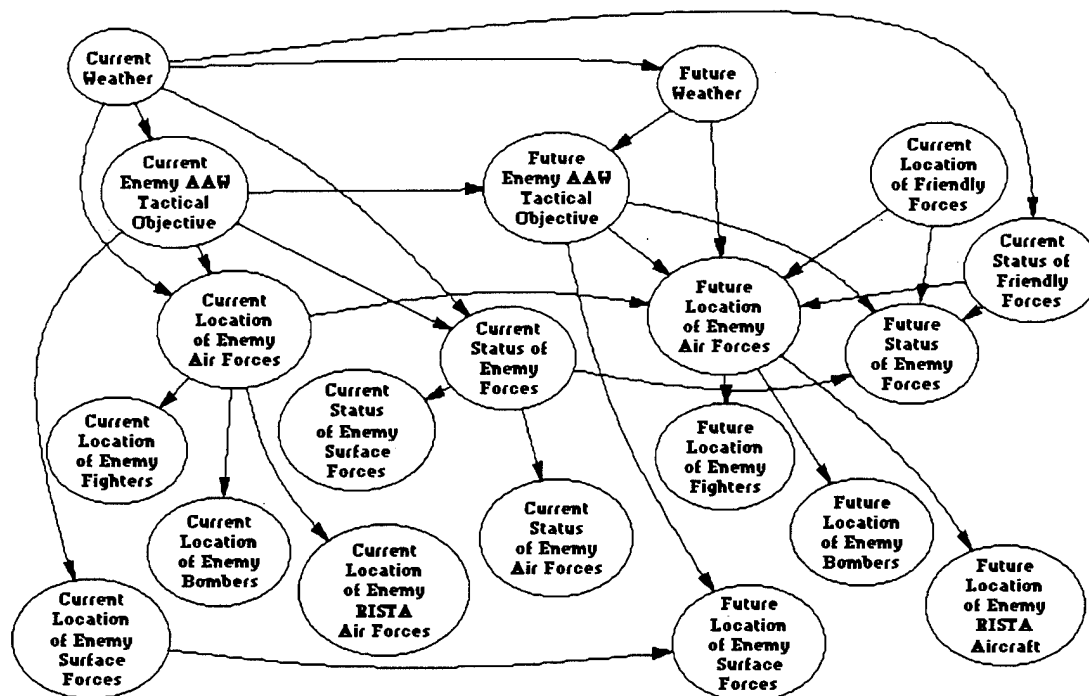 Current
Weather
Future
Weather
Current
Enemy AAW
Tactical
Objective
Future
Enemy AAW
Tactical
Objective
Current
Location
of Friendly
Forces
Current
Status of
Friendly
Forces
Current
Location
of Enemy
Air Forces
Current
Status of
Enemy
Forces
Future
Location
of Enemy
Air Forces
Future
Status
of Enemy
Forces
Current
Location
of Enemy
Fighters
Current
Status
of Enemy
Surface
Forces
Future
Location
of Enemy
Fighters
Current
Location
of Enemy
Bombers
Current
Location
of Enemy
RISTA
Air Forces
Current
Status
of Enemy
Air Forces
Future
Location
of Enemy
Bombers
Future
Location
of Enemy
RISTA
Aircraft
Current
Location
of Enemy
Surface
Forces
Future
Location
of Enemy
Surface
Forces